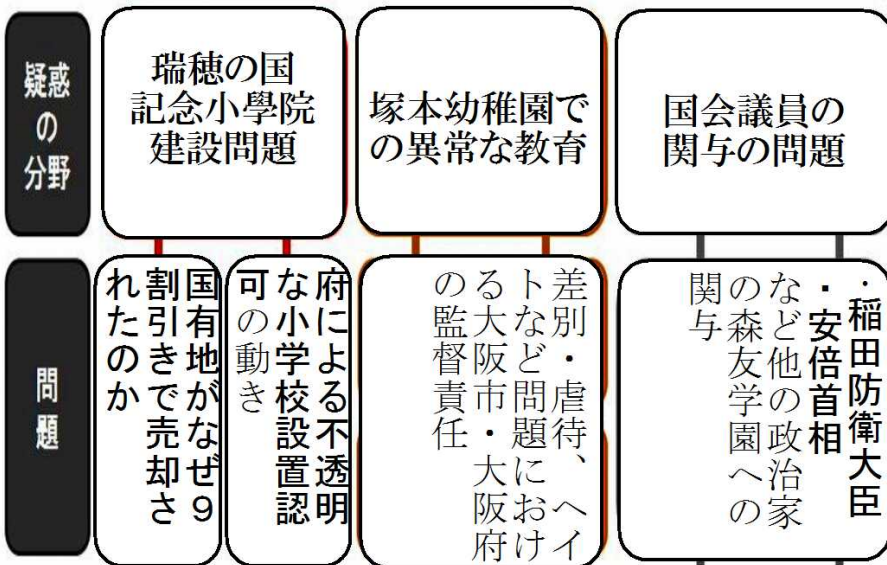 疑惑
の
分野
瑞穂の国
記念小學院
建設問題
塚本幼稚園で
の異常な教育
国会議員の
関与の問題
問題
国有地がなぜ9
割引きで売却さ
れたのか
府による不透明
な小学校設置認
可の動き
差別・虐待、ヘイ
トなど問題におけ
る大阪市・大阪府
の監督責任
・稲田防衛大臣
・安倍首相
など他の政治家
の森友学園への
関与